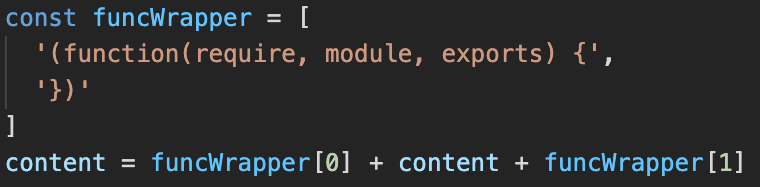 const funcWrapper = [
  '(function(require, module, exports) {',
  '})'
]
content = funcWrapper[0] + content + funcWrapper[1]